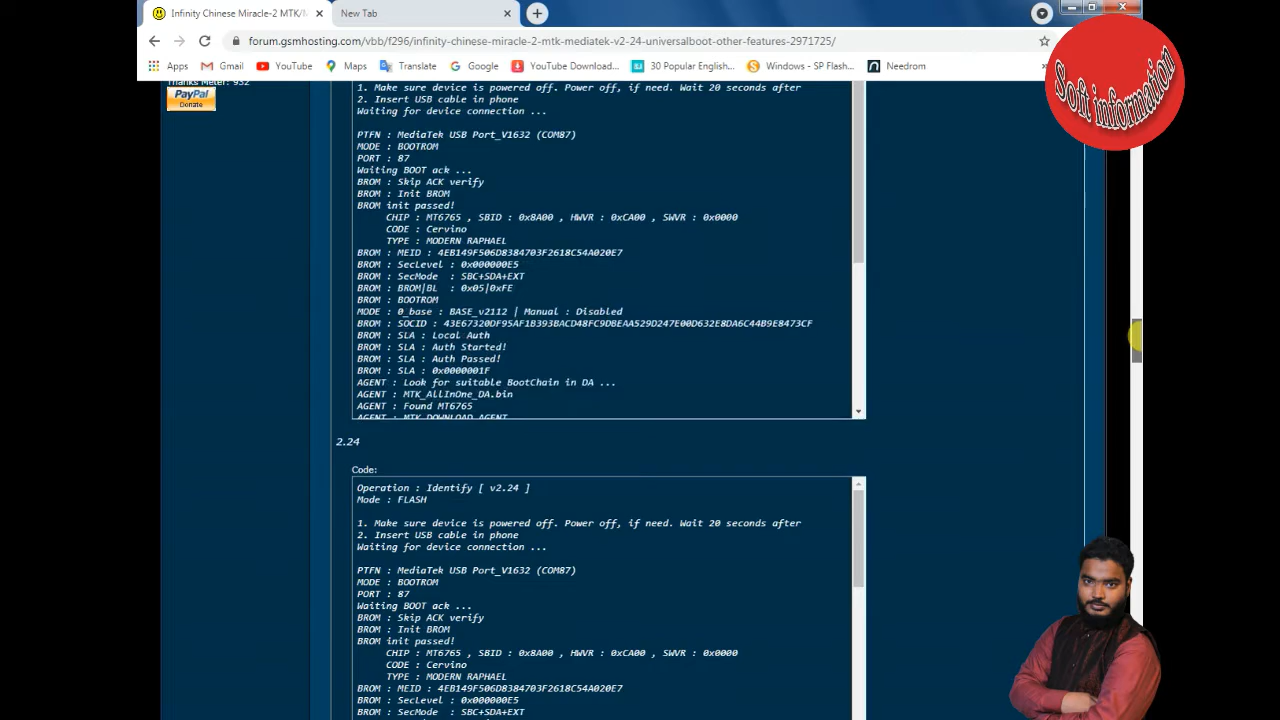 Infinity Chinese Miracle-2 MTK/M
New Tab
forum.gsmhosting.com/vbb/f296/infinity-chinese-miracle-2-mtk-mediatek-v2-24-universalboot-other-features-2971725/
Apps Gmail YouTube Maps Translate Google YouTube Download... 30 Popular English... Windows - SP Flash... Needrom
Soft information
Thanks Meter: 932
PayPal
Donate
1. Make sure device is powered off. Power off, if need. Wait 20 seconds after
2. Insert USB cable in phone
Waiting for device connection ...
PTFN : MediaTek USB Port_V1632 (COM87)
MODE : BOOTROM
PORT : 87
Waiting BOOT ack ...
BROM : Skip ACK verify
BROM : Init BROM
BROM init passed!
CHIP : MT6765 , SBID : 0x8A00 , HWVR : 0xCA00 , SWVR : 0x0000
CODE : Cervino
TYPE : MODERN RAPHAEL
BROM : MEID : 4EB149F506D8384703F2618C54A020E7
BROM : SecLevel : 0x000000E5
BROM : SecMode : SBC+SDA+EXT
BROM : BROM|BL : 0x05|0xFE
BROM : BOOTROM
MODE : 0_base : BASE_v2112 | Manual : Disabled
BROM : SOCID : 43E67320DF95AF1B393BACD48FC9DBEAA529D247E00D632E8DA6C44B9E8473CF
BROM : SLA : Local Auth
BROM : SLA : Auth Started!
BROM : SLA : Auth Passed!
BROM : SLA : 0x0000001F
AGENT : Look for suitable BootChain in DA ...
AGENT : MTK_AllInOne_DA.bin
AGENT : Found MT6765
AGENT : MTK_DOWNLOAD_AGENT
2.24
Code:
Operation : Identify [ v2.24 ]
Mode : FLASH
1. Make sure device is powered off. Power off, if need. Wait 20 seconds after
2. Insert USB cable in phone
Waiting for device connection ...
PTFN : MediaTek USB Port_V1632 (COM87)
MODE : BOOTROM
PORT : 87
Waiting BOOT ack ...
BROM : Skip ACK verify
BROM : Init BROM
BROM init passed!
CHIP : MT6765 , SBID : 0x8A00 , HWVR : 0xCA00 , SWVR : 0x0000
CODE : Cervino
TYPE : MODERN RAPHAEL
BROM : MEID : 4EB149F506D8384703F2618C54A020E7
BROM : SecLevel : 0x000000E5
BROM : SecMode : SBC+SDA+EXT